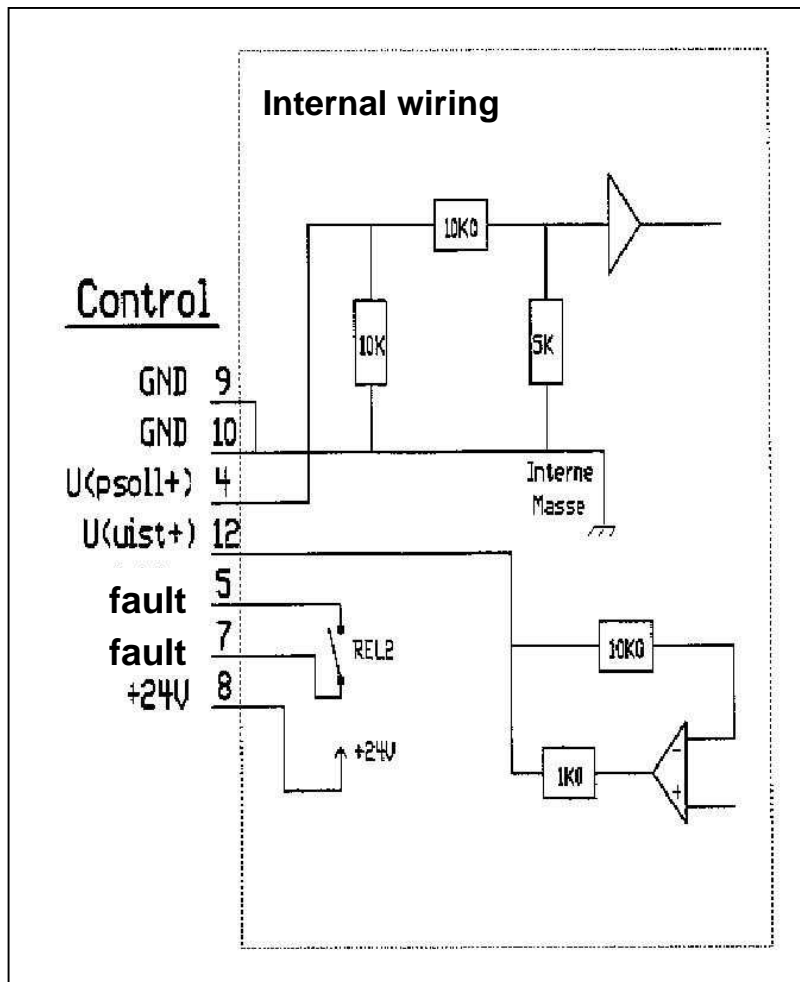 Internal wiring
10KΩ
Control
10K
5K
GND 9
GND 10
Interne
Masse
U(psoll+) 4
U(uist+) 12
fault 5
fault 7
REL2
10KΩ
+24V 8
+24V
1KΩ
-
+